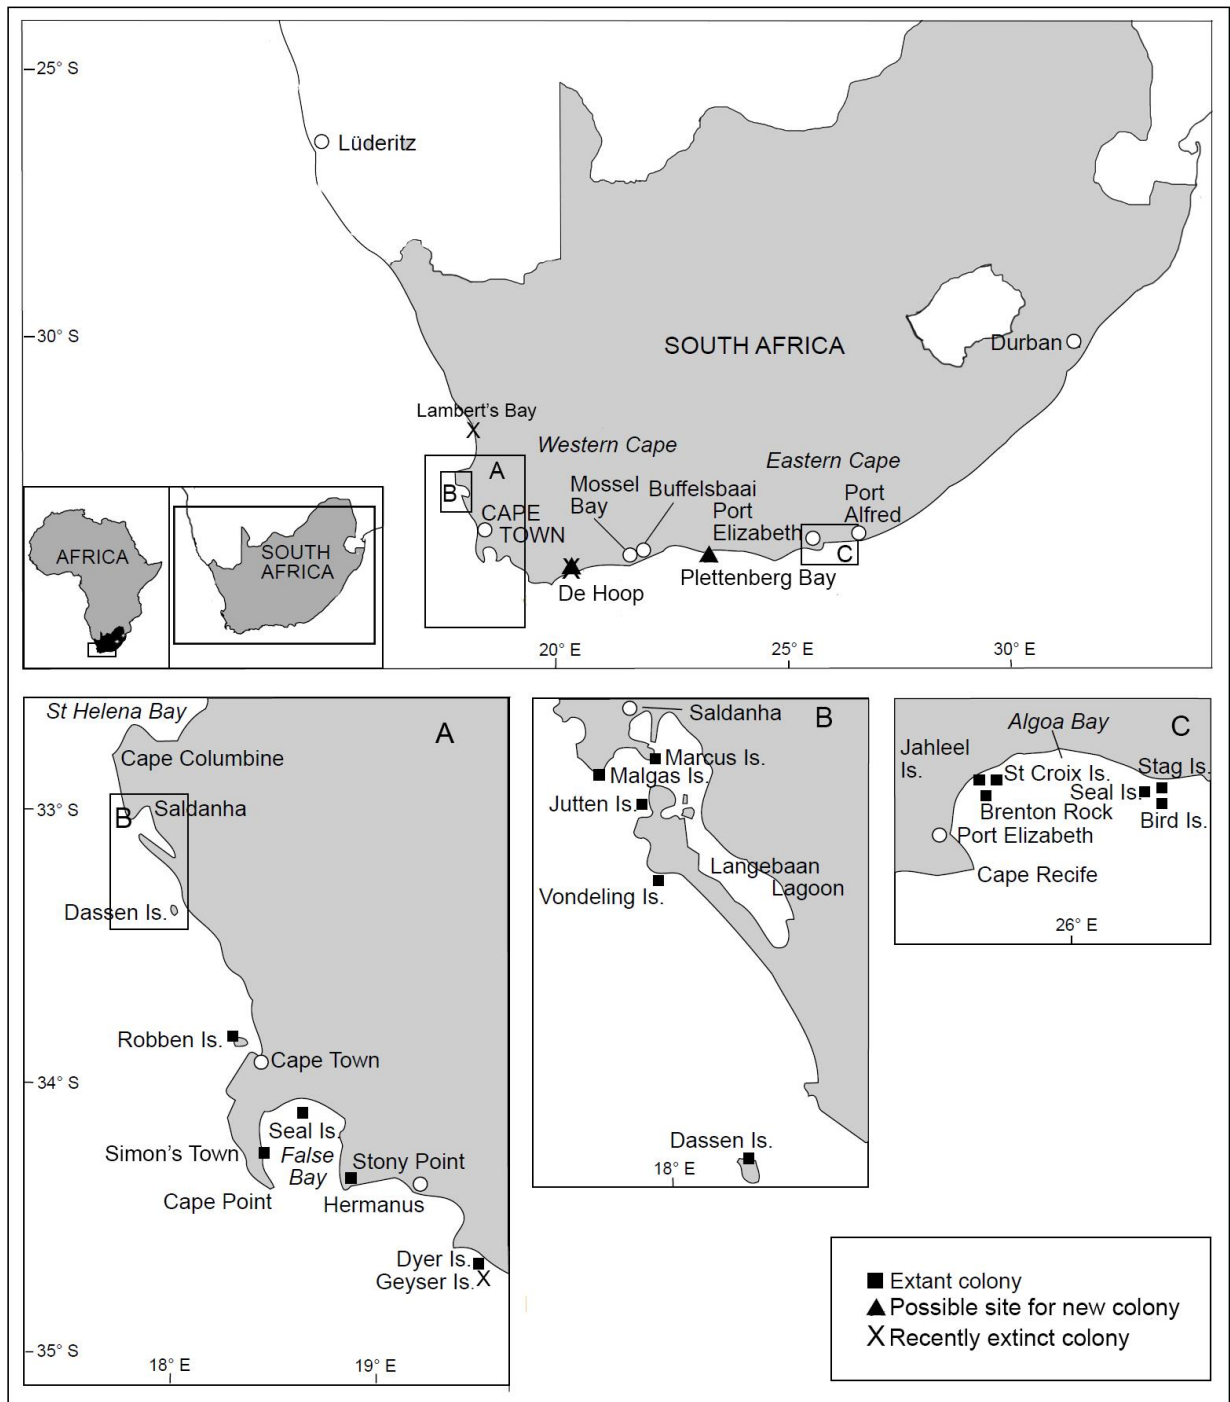 25° S
Lüderitz
30° S
SOUTH AFRICA
Durban
Lambert's Bay
X
Western Cape
Eastern Cape
A
B
Mossel
Bay
Buffelsbaai
Port
Elizabeth
Port
Alfred
CAPE
TOWN
C
X
De Hoop
Plettenberg Bay
AFRICA
SOUTH
AFRICA
20° E
25° E
30° E
St Helena Bay
A
Cape Columbine
33° S
Saldanha
B
Dassen Is.
Robben Is.
Cape Town
34° S
Seal Is.
Simon's Town
False
Bay
Stony Point
Cape Point
Hermanus
Dyer Is.
Geyser Is.
X
35° S
18° E
19° E
Saldanha
B
Marcus Is.
Malgas Is.
Jutten Is.
Langebaan
Lagoon
Vondeling Is.
Dassen Is.
18° E
Algoa Bay
C
Jahleel
Is.
St Croix Is.
Stag Is.
Seal Is.
Brenton Rock
Bird Is.
Port Elizabeth
Cape Recife
26° E
Extant colony
Possible site for new colony
X Recently extinct colony